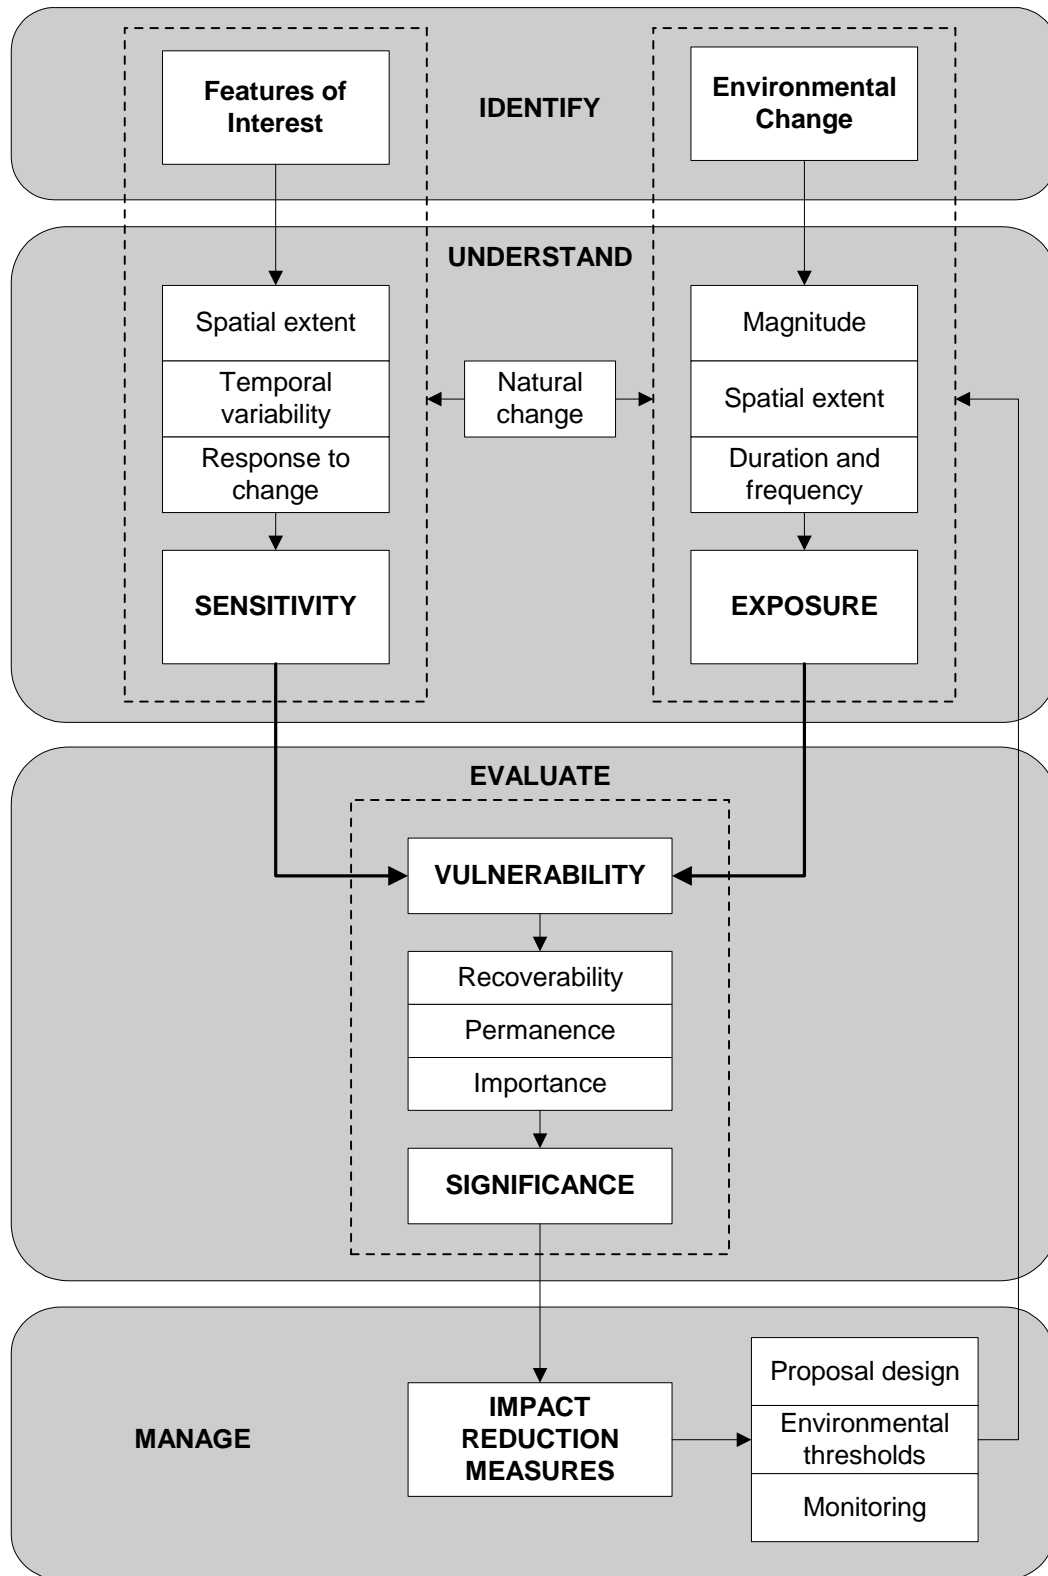 Features of
Interest
IDENTIFY
Environmental
Change
UNDERSTAND
Spatial extent
Temporal
variability
Response to
change
SENSITIVITY
Natural
change
Magnitude
Spatial extent
Duration and
frequency
EXPOSURE
EVALUATE
VULNERABILITY
Recoverability
Permanence
Importance
SIGNIFICANCE
MANAGE
IMPACT
REDUCTION
MEASURES
Proposal design
Environmental
thresholds
Monitoring